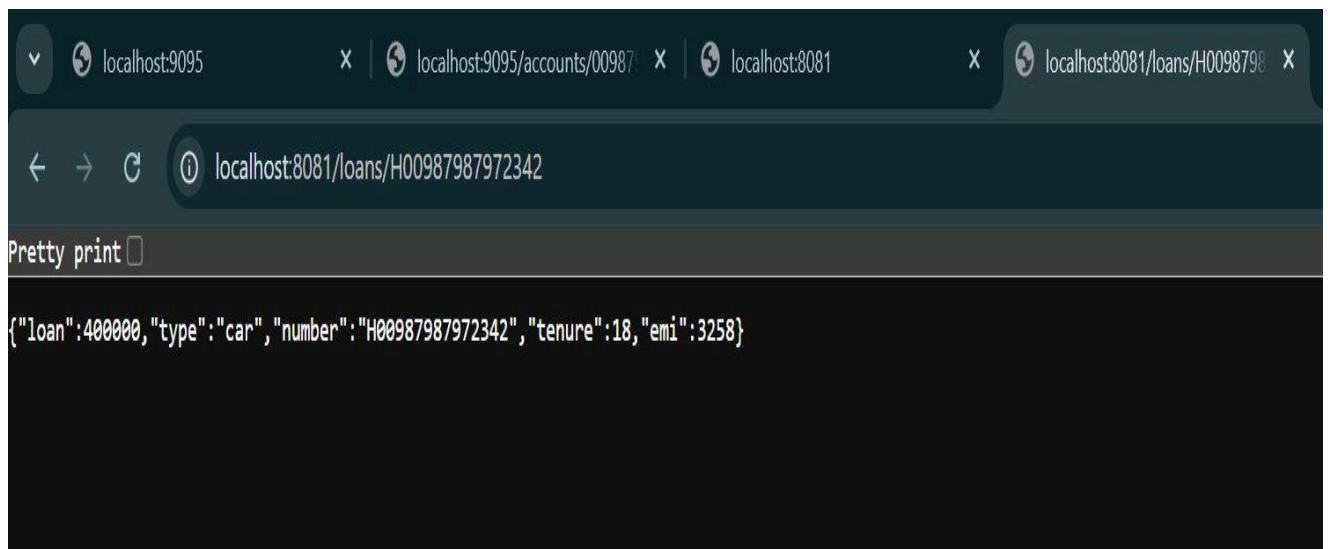 localhost:9095
localhost:9095/accounts/00987
localhost:8081
localhost:8081/loans/H0098798
localhost:8081/loans/H00987987972342
Pretty print
{"loan":400000,"type":"car","number":"H00987987972342","tenure":18,"emi":3258}